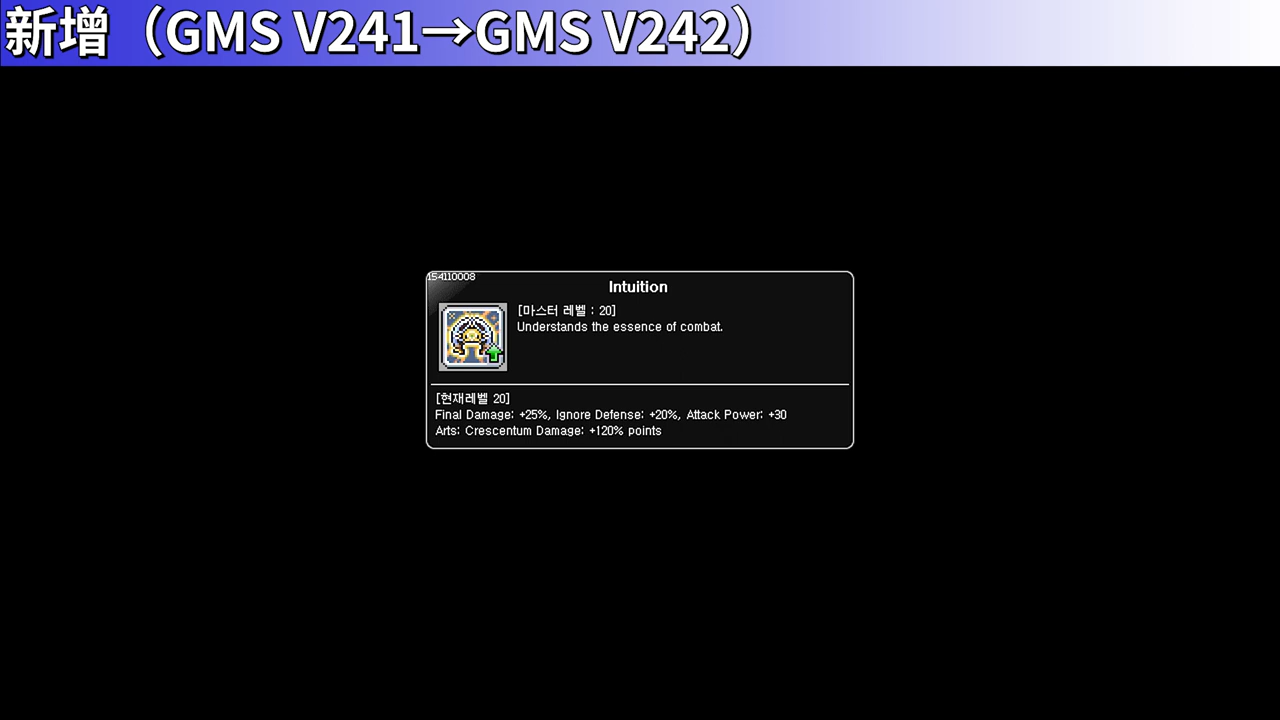 新增（GMS V241→GMS V242）
154110008
Intuition
[마스터 레벨 : 20]
Understands the essence of combat.
[현재레벨 20]
Final Damage: +25%, Ignore Defense: +20%, Attack Power: +30
Arts: Crescentum Damage: +120% points